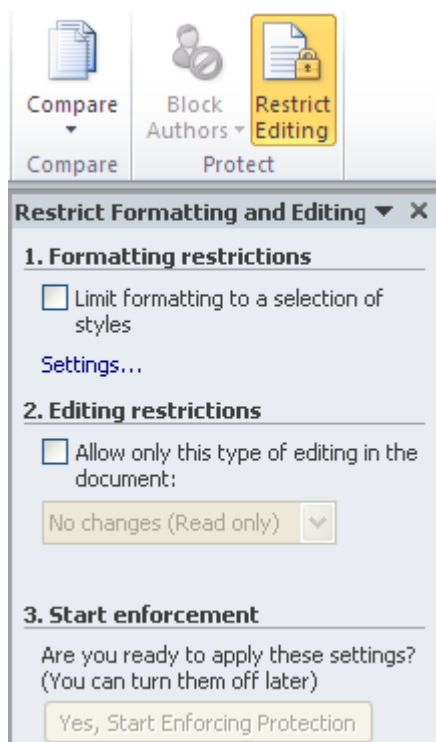 Compare
Block
Authors
Restrict
Editing
Compare
Protect
Restrict Formatting and Editing
1. Formatting restrictions
Limit formatting to a selection of
styles
Settings...
2. Editing restrictions
Allow only this type of editing in the
document:
No changes (Read only)
3. Start enforcement
Are you ready to apply these settings?
(You can turn them off later)
Yes, Start Enforcing Protection